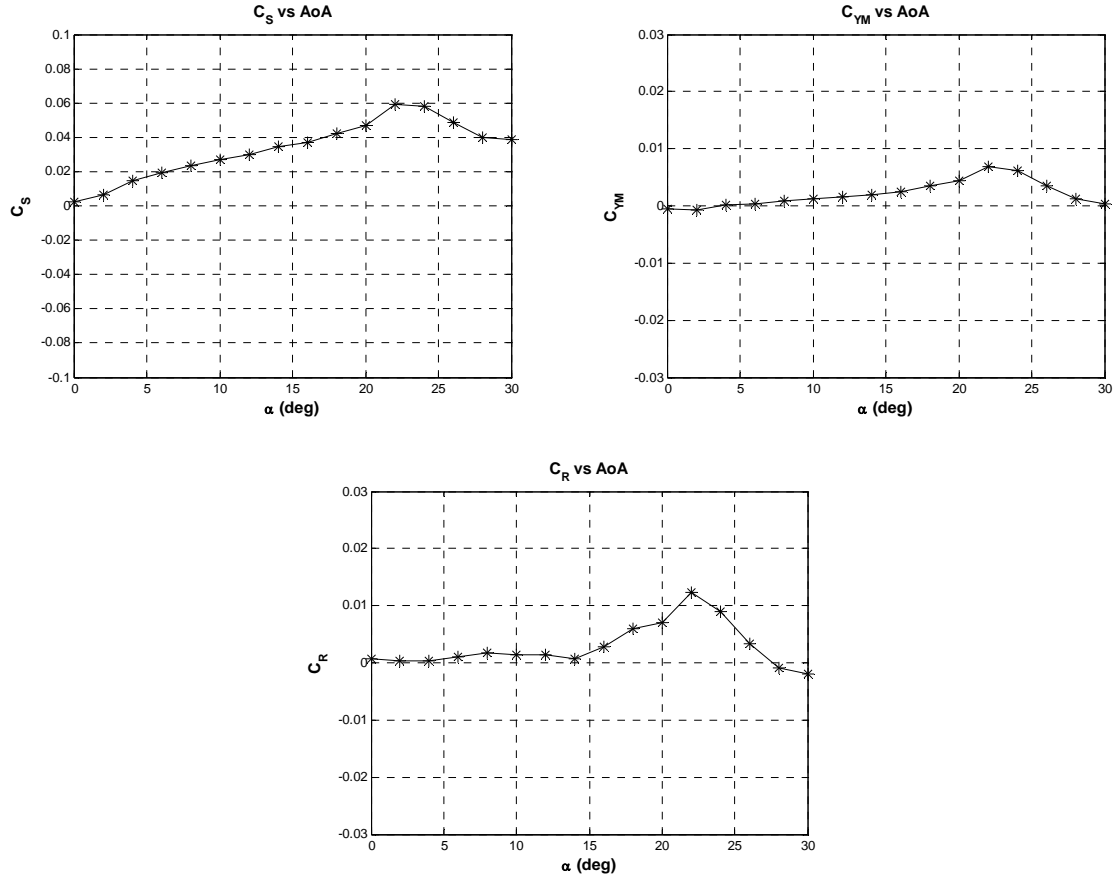 C_S vs AoA
0.1
0.08
0.06
0.04
0.02
0
-0.02
-0.04
-0.06
-0.08
-0.1
C_S
0 5 10 15 20 25 30
α (deg)
C_YM vs AoA
0.03
0.02
0.01
0
-0.01
-0.02
-0.03
C_YM
0 5 10 15 20 25 30
α (deg)
C_R vs AoA
0.03
0.02
0.01
0
-0.01
-0.02
-0.03
C_R
0 5 10 15 20 25 30
α (deg)